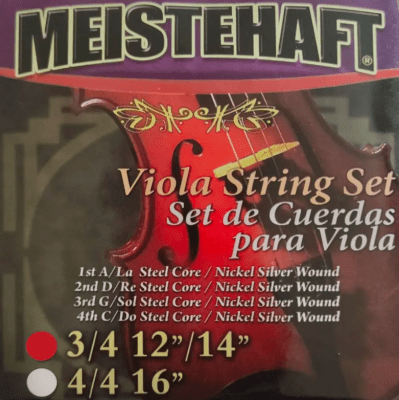 MEISTEHAFT®
Viola String Set
Set de Cuerdas
para Viola
1st A/La Steel Core / Nickel Silver Wound
2nd D/Re Steel Core / Nickel Silver Wound
3rd G/Sol Steel Core / Nickel Silver Wound
4th C/Do Steel Core / Nickel Silver Wound
3/4 12”/14”
4/4 16”